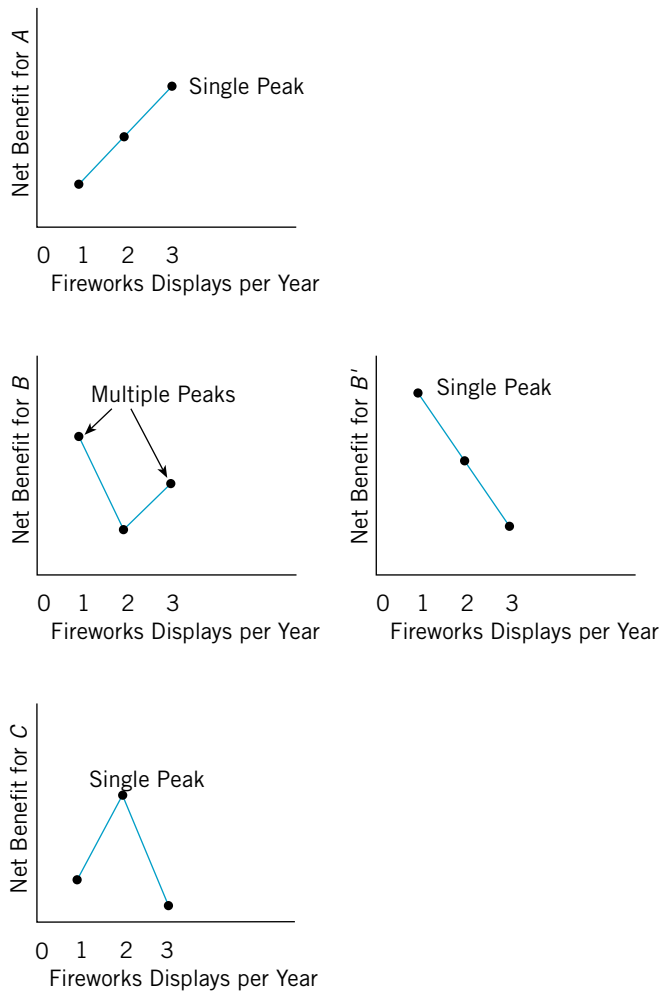 Net Benefit for A
Single Peak
0 1 2 3
Fireworks Displays per Year
Net Benefit for B
Multiple Peaks
0 1 2 3
Fireworks Displays per Year
Net Benefit for B'
Single Peak
0 1 2 3
Fireworks Displays per Year
Net Benefit for C
Single Peak
0 1 2 3
Fireworks Displays per Year